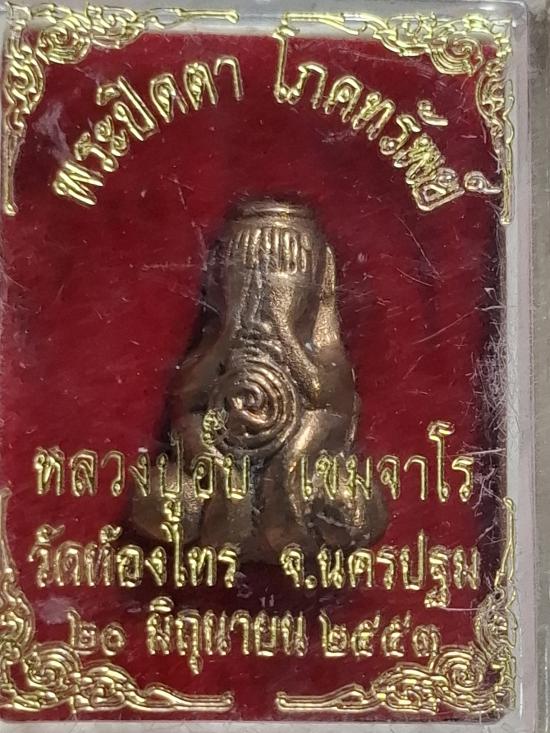 พระปิดตา โภคทรัพย์
หลวงปู่อั๊บ เขมจาโร
วัดท้องไทร จ.นครปฐม
๒๐ มิถุนายน ๒๕๕๓